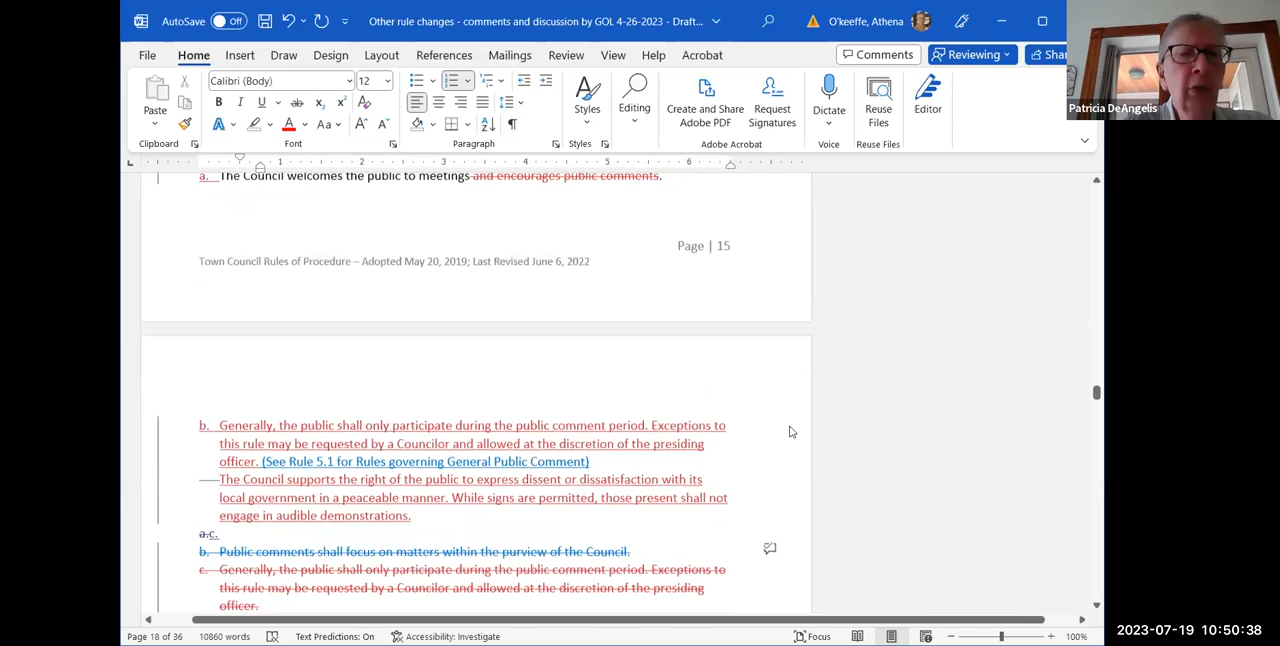 AutoSave Off Other rule changes - comments and discussion by GOL 4-26-2023 - Draft... O'keeffe, Athena
File Home Insert Draw Design Layout References Mailings Review View Help Acrobat Comments Reviewing Shar
Patricia DeAngelis
Calibri (Body) 12
Paste Styles Editing Create and Share Adobe PDF Request Signatures Dictate Reuse Files Editor
Clipboard Font Paragraph Styles Adobe Acrobat Voice Reuse Files
1 2 3 4 5 6
a. The Council welcomes the public to meetings and encourages public comments.
Page | 15
Town Council Rules of Procedure – Adopted May 20, 2019; Last Revised June 6, 2022
b. Generally, the public shall only participate during the public comment period. Exceptions to
this rule may be requested by a Councilor and allowed at the discretion of the presiding
officer. (See Rule 5.1 for Rules governing General Public Comment)
The Council supports the right of the public to express dissent or dissatisfaction with its
local government in a peaceable manner. While signs are permitted, those present shall not
engage in audible demonstrations.
a.c.
b. Public comments shall focus on matters within the purview of the Council.
c. Generally, the public shall only participate during the public comment period. Exceptions to
this rule may be requested by a Councilor and allowed at the discretion of the presiding
officer.
Page 18 of 36 10860 words Text Predictions: On Accessibility: Investigate Focus 100%
2023-07-19 10:50:38